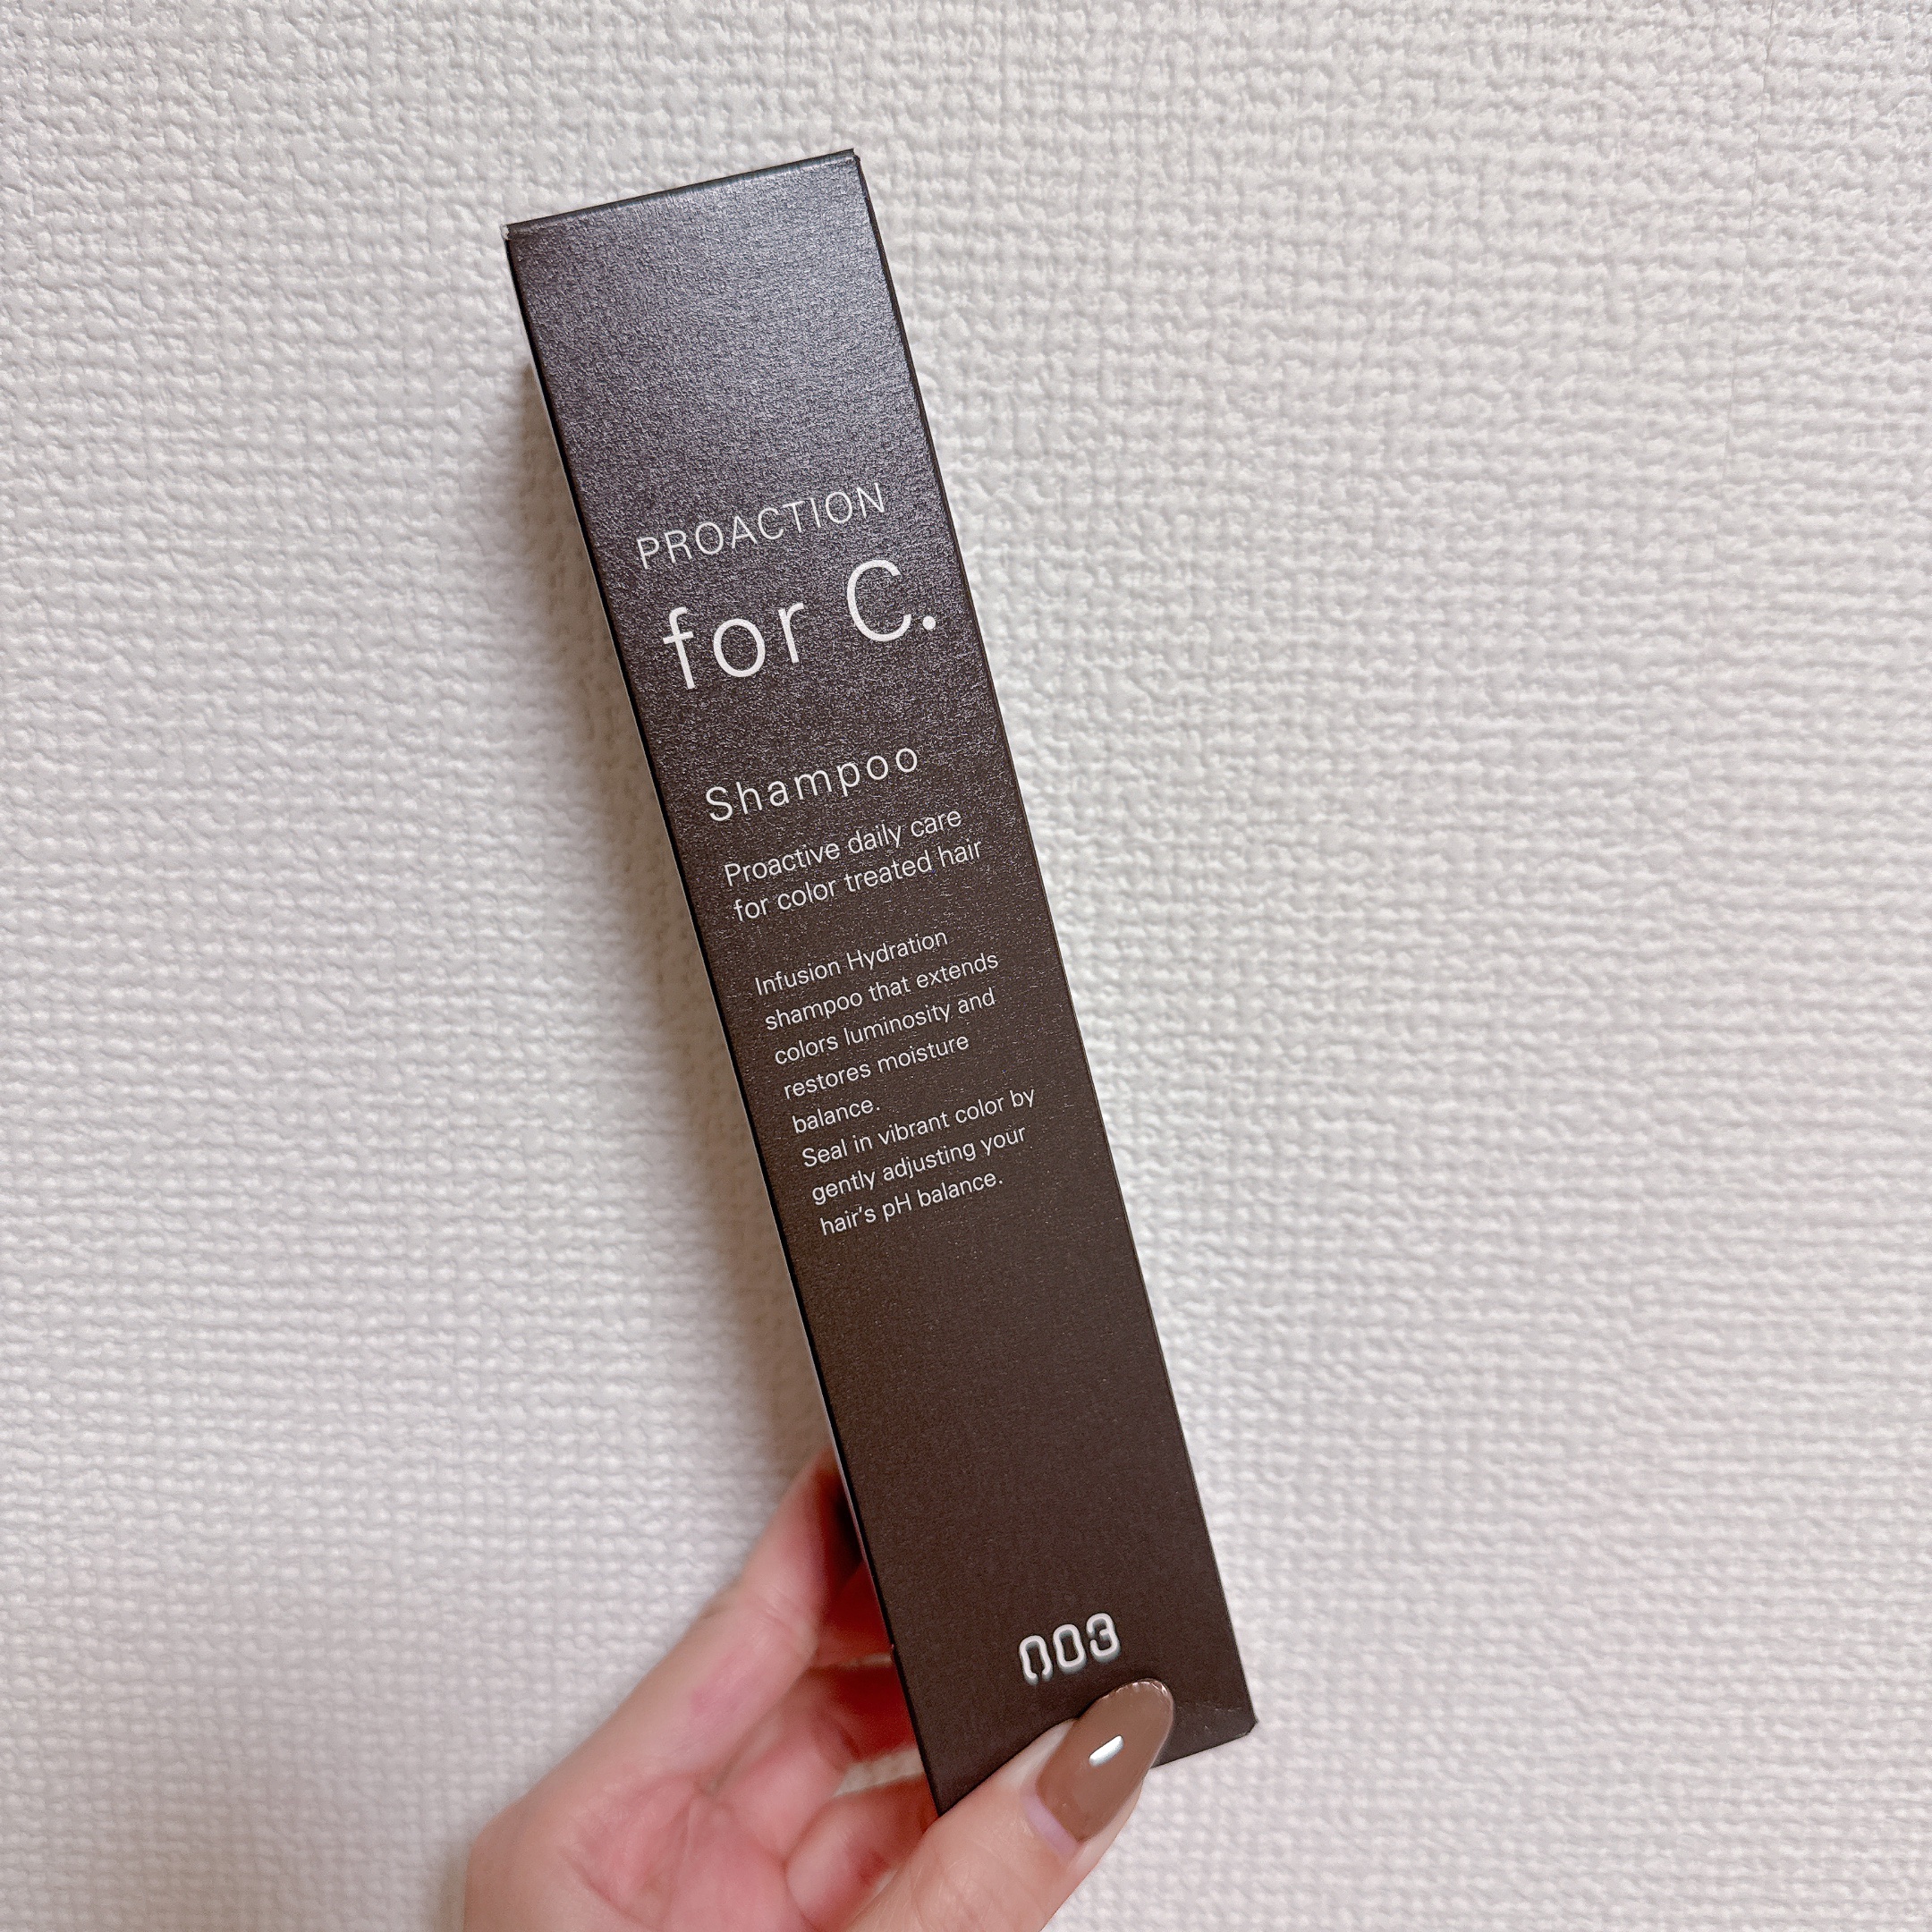 PROACTION
for C.
Shampoo
Proactive daily care
for color treated hair
Infusion Hydration
shampoo that extends
colors luminosity and
restores moisture
balance.
Seal in vibrant color by
gently adjusting your
hair's pH balance.
003